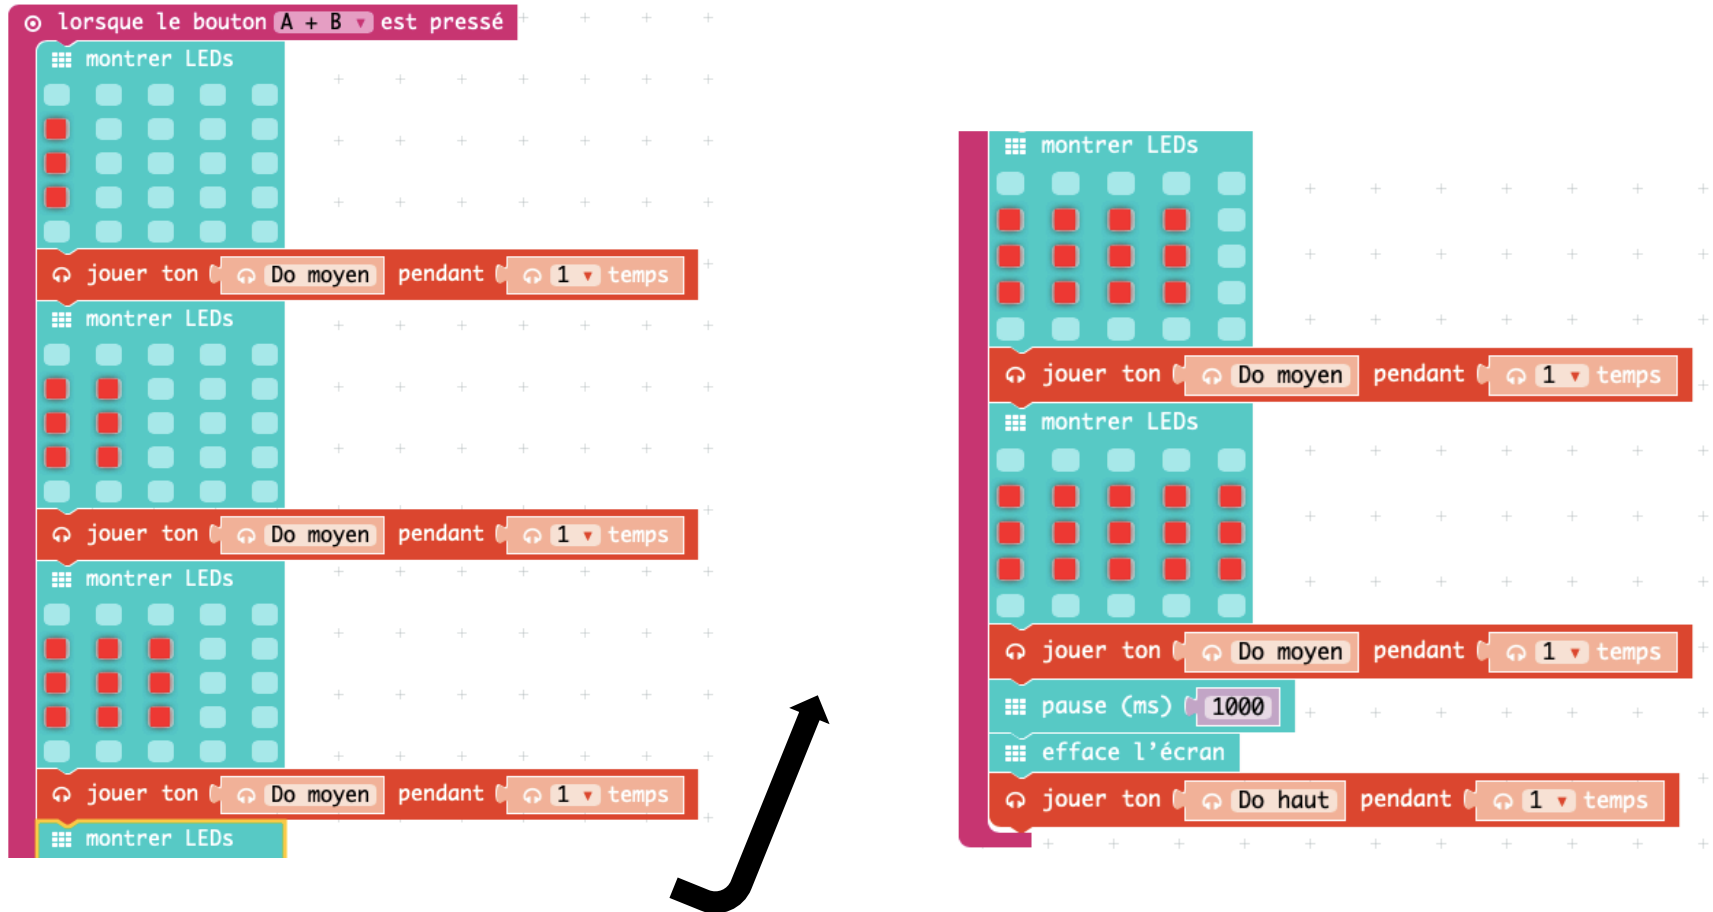 lorsque le bouton A + B est pressé
montrer LEDs
jouer ton Do moyen pendant 1 temps
montrer LEDs
jouer ton Do moyen pendant 1 temps
montrer LEDs
jouer ton Do moyen pendant 1 temps
montrer LEDs
montrer LEDs
jouer ton Do moyen pendant 1 temps
montrer LEDs
jouer ton Do moyen pendant 1 temps
pause (ms) 1000
efface l'écran
jouer ton Do haut pendant 1 temps